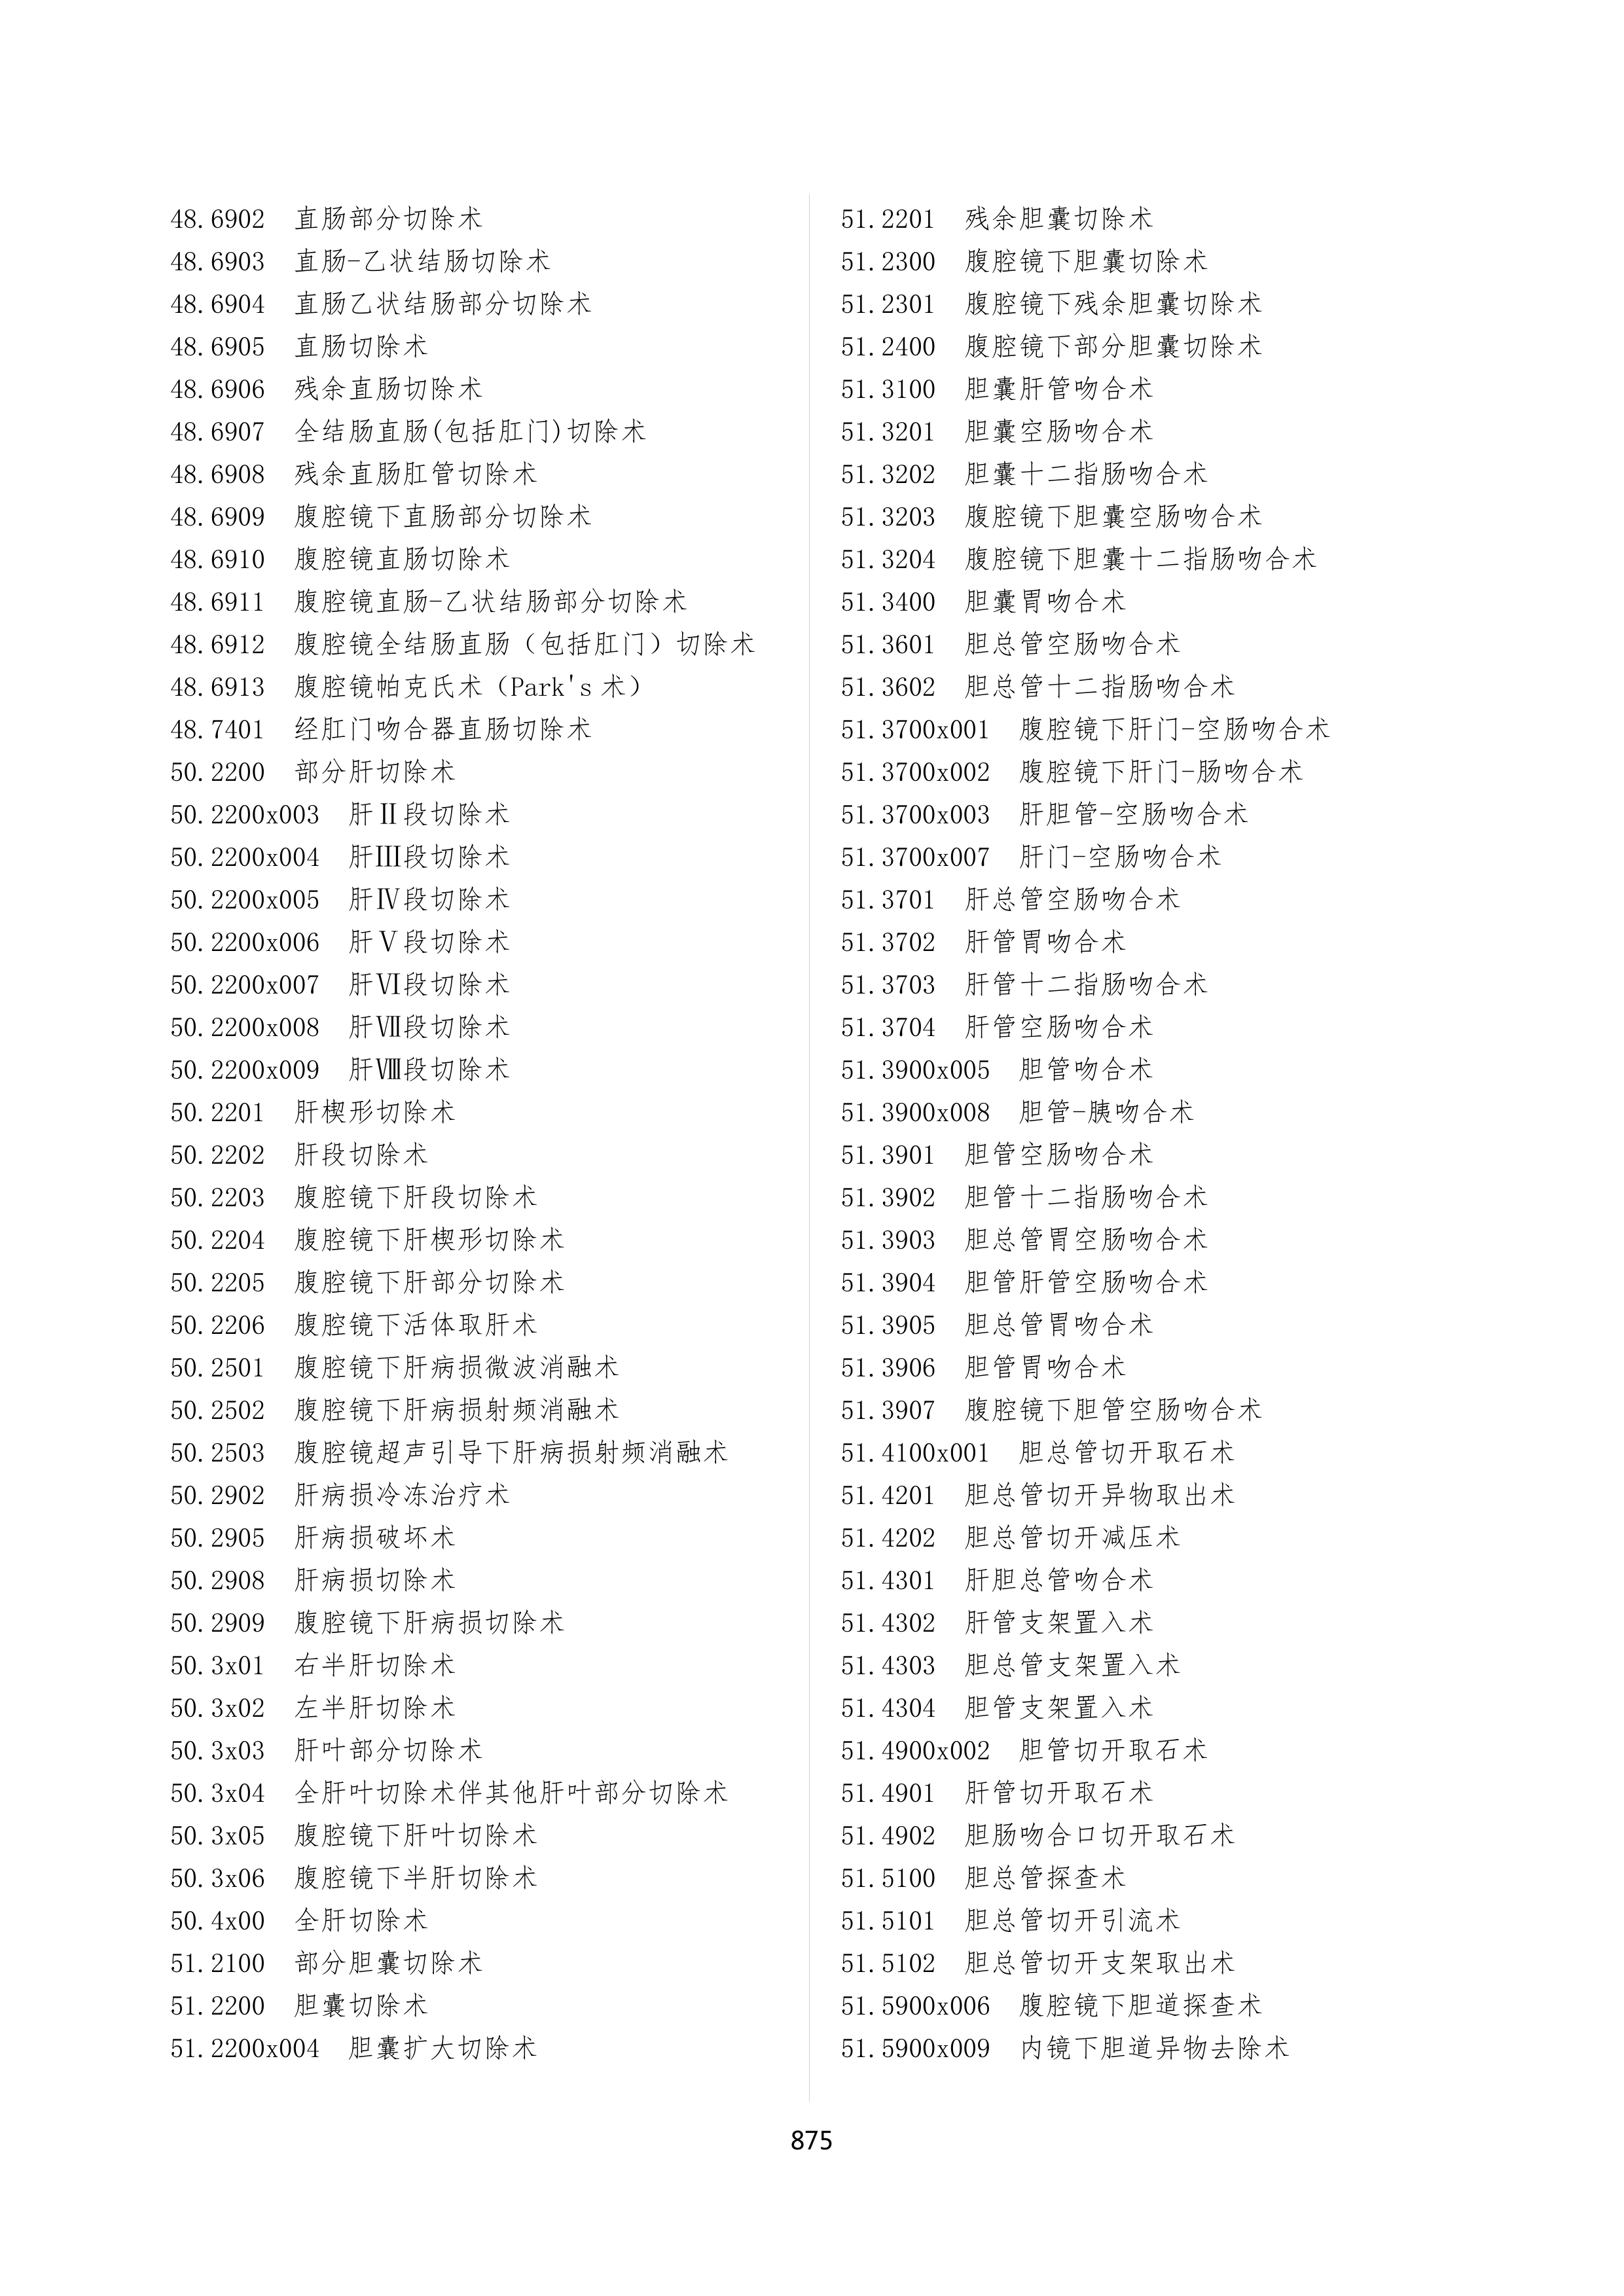 48.6902 直肠部分切除术
48.6903 直肠-乙状结肠切除术
48.6904 直肠乙状结肠部分切除术
48.6905 直肠切除术
48.6906 残余直肠切除术
48.6907 全结肠直肠(包括肛门)切除术
48.6908 残余直肠肛管切除术
48.6909 腹腔镜下直肠部分切除术
48.6910 腹腔镜直肠切除术
48.6911 腹腔镜直肠-乙状结肠部分切除术
48.6912 腹腔镜全结肠直肠（包括肛门）切除术
48.6913 腹腔镜帕克氏术（Park's 术）
48.7401 经肛门吻合器直肠切除术
50.2200 部分肝切除术
50.2200x003 肝Ⅱ段切除术
50.2200x004 肝Ⅲ段切除术
50.2200x005 肝Ⅳ段切除术
50.2200x006 肝Ⅴ段切除术
50.2200x007 肝Ⅵ段切除术
50.2200x008 肝Ⅶ段切除术
50.2200x009 肝Ⅷ段切除术
50.2201 肝楔形切除术
50.2202 肝段切除术
50.2203 腹腔镜下肝段切除术
50.2204 腹腔镜下肝楔形切除术
50.2205 腹腔镜下肝部分切除术
50.2206 腹腔镜下活体取肝术
50.2501 腹腔镜下肝病损微波消融术
50.2502 腹腔镜下肝病损射频消融术
50.2503 腹腔镜超声引导下肝病损射频消融术
50.2902 肝病损冷冻治疗术
50.2905 肝病损破坏术
50.2908 肝病损切除术
50.2909 腹腔镜下肝病损切除术
50.3x01 右半肝切除术
50.3x02 左半肝切除术
50.3x03 肝叶部分切除术
50.3x04 全肝叶切除术伴其他肝叶部分切除术
50.3x05 腹腔镜下肝叶切除术
50.3x06 腹腔镜下半肝切除术
50.4x00 全肝切除术
51.2100 部分胆囊切除术
51.2200 胆囊切除术
51.2200x004 胆囊扩大切除术
51.2201 残余胆囊切除术
51.2300 腹腔镜下胆囊切除术
51.2301 腹腔镜下残余胆囊切除术
51.2400 腹腔镜下部分胆囊切除术
51.3100 胆囊肝管吻合术
51.3201 胆囊空肠吻合术
51.3202 胆囊十二指肠吻合术
51.3203 腹腔镜下胆囊空肠吻合术
51.3204 腹腔镜下胆囊十二指肠吻合术
51.3400 胆囊胃吻合术
51.3601 胆总管空肠吻合术
51.3602 胆总管十二指肠吻合术
51.3700x001 腹腔镜下肝门-空肠吻合术
51.3700x002 腹腔镜下肝门-肠吻合术
51.3700x003 肝胆管-空肠吻合术
51.3700x007 肝门-空肠吻合术
51.3701 肝总管空肠吻合术
51.3702 肝管胃吻合术
51.3703 肝管十二指肠吻合术
51.3704 肝管空肠吻合术
51.3900x005 胆管吻合术
51.3900x008 胆管-胰吻合术
51.3901 胆管空肠吻合术
51.3902 胆管十二指肠吻合术
51.3903 胆总管胃空肠吻合术
51.3904 胆管肝管空肠吻合术
51.3905 胆总管胃吻合术
51.3906 胆管胃吻合术
51.3907 腹腔镜下胆管空肠吻合术
51.4100x001 胆总管切开取石术
51.4201 胆总管切开异物取出术
51.4202 胆总管切开减压术
51.4301 肝胆总管吻合术
51.4302 肝管支架置入术
51.4303 胆总管支架置入术
51.4304 胆管支架置入术
51.4900x002 胆管切开取石术
51.4901 肝管切开取石术
51.4902 胆肠吻合口切开取石术
51.5100 胆总管探查术
51.5101 胆总管切开引流术
51.5102 胆总管切开支架取出术
51.5900x006 腹腔镜下胆道探查术
51.5900x009 内镜下胆道异物去除术
875